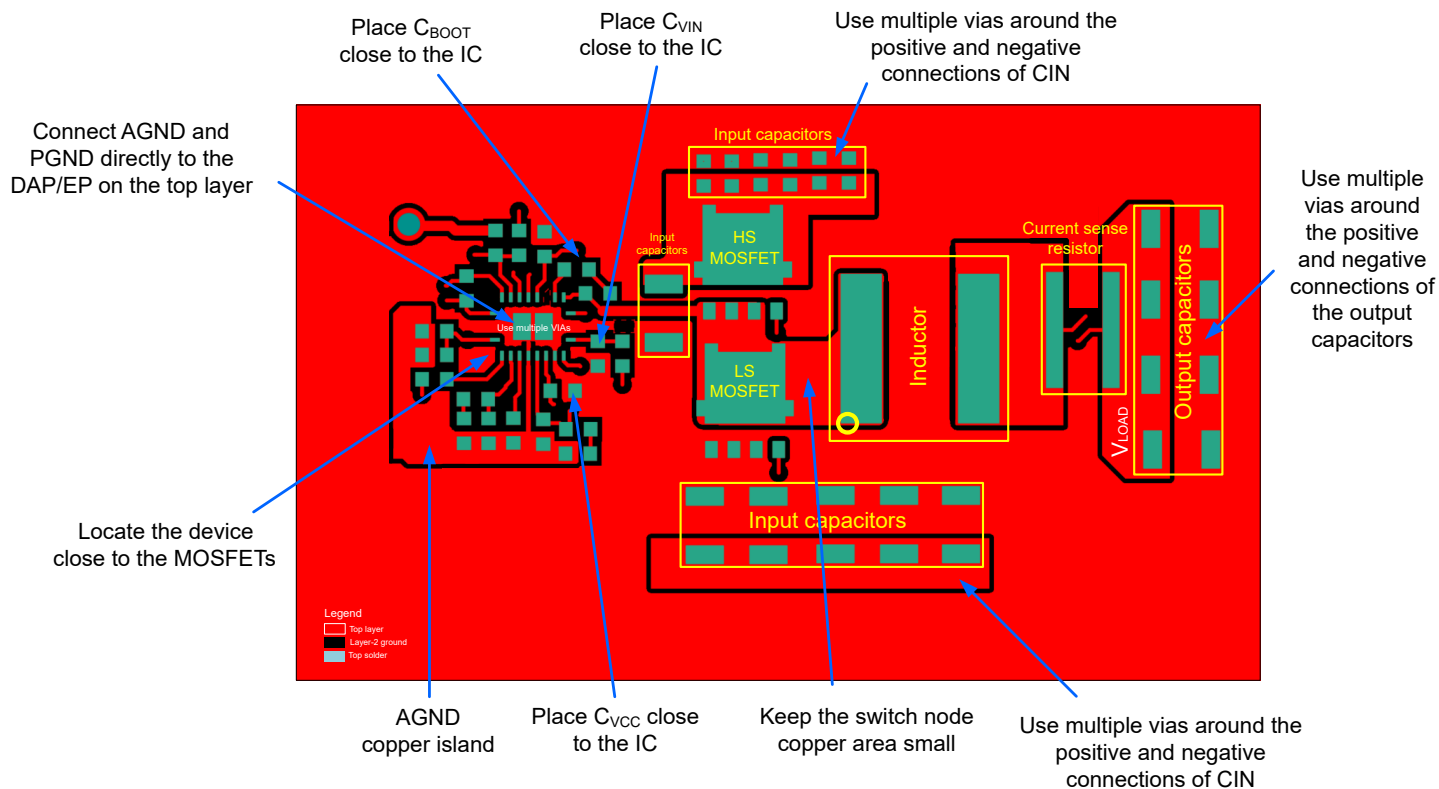 Place CBOOT
close to the IC
Place CVIN
close to the IC
Use multiple vias around the
positive and negative
connections of CIN
Connect AGND and
PGND directly to the
DAP/EP on the top layer
Input capacitors
HS
MOSFET
Input
capacitors
Current sense
resistor
Use multiple
vias around
the positive
and negative
connections of
the output
capacitors
Use multiple VIAs
LS
MOSFET
Inductor
Output capacitors
VLOAD
Input capacitors
Locate the device
close to the MOSFETs
Legend
Top layer
Layer-2 ground
Top solder
AGND
copper island
Place CVCC close
to the IC
Keep the switch node
copper area small
Use multiple vias around the
positive and negative
connections of CIN